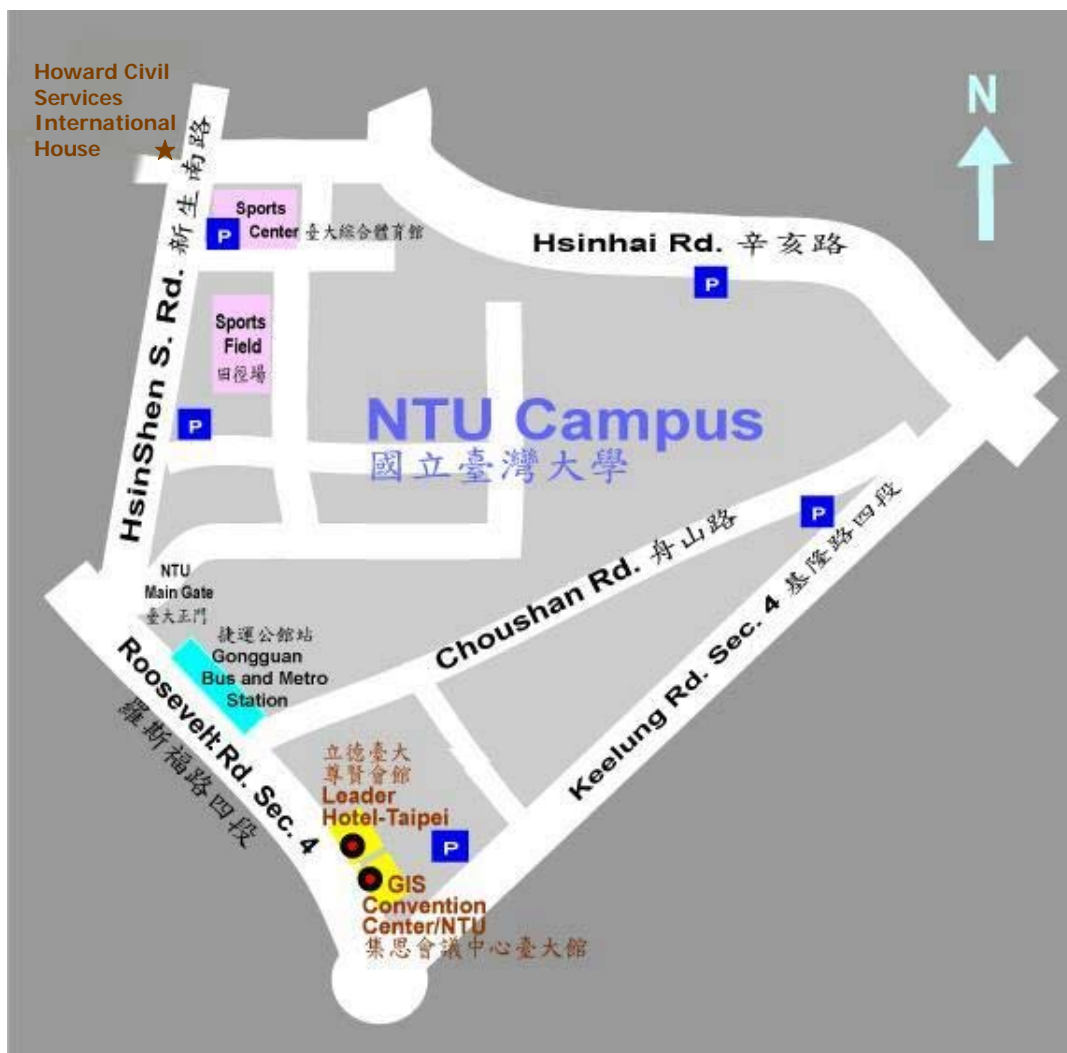 Howard Civil
Services
International
House
N
新生南路
HsinShen S. Rd.
Sports
Center 臺大綜合體育館
P
Hsinhai Rd. 辛亥路
P
Sports
Field
田徑場
P
NTU Campus
國立臺灣大學
P
Choushan Rd. 舟山路
Keelung Rd. Sec. 4 基隆路四段
NTU
Main Gate
臺大正門
捷運公館站
Gongguan
Bus and Metro
Station
Roosevelt Rd. Sec. 4
羅斯福路四段
立德臺大
尊賢會館
Leader
Hotel-Taipei
P
GIS
Convention
Center/NTU
集思會議中心臺大館